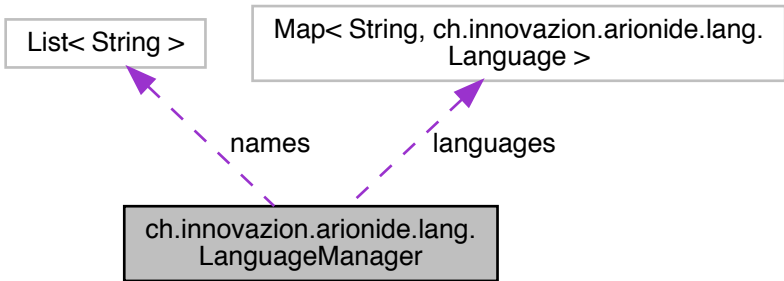 List< String >
Map< String, ch.innovazion.arionide.lang.
Language >
names
languages
ch.innovazion.arionide.lang.
LanguageManager